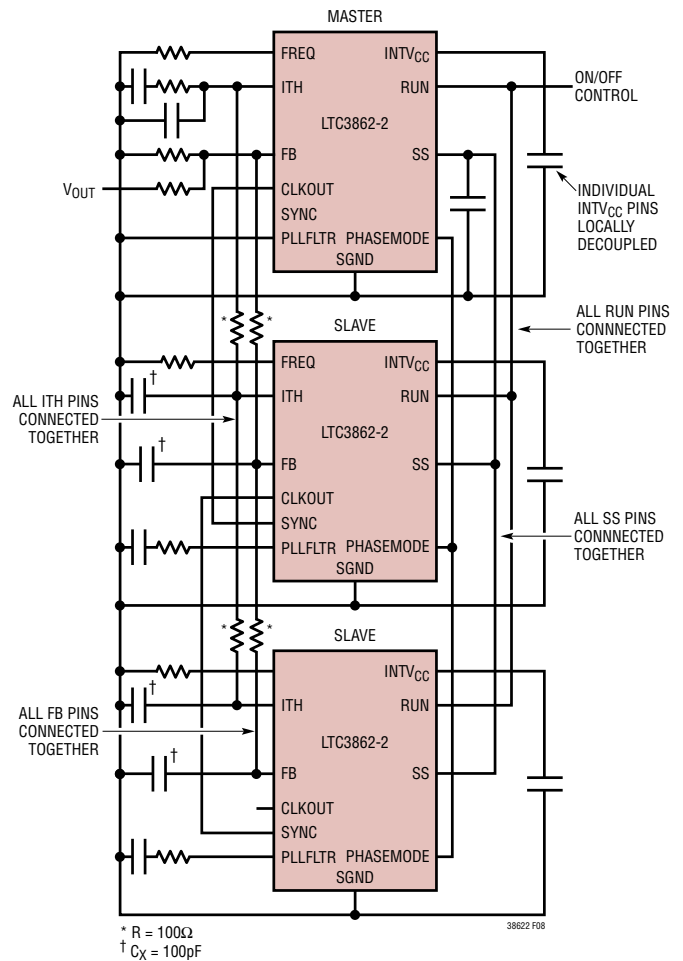 MASTER
FREQ
INTVCC
ITH
RUN
ON/OFF
CONTROL
LTC3862-2
FB
SS
VOUT
CLKOUT
SYNC
PLLFLTR
PHASEMODE
SGND
INDIVIDUAL
INTVCC PINS
LOCALLY
DECOUPLED
* *
SLAVE
ALL RUN PINS
CONNNECTED
TOGETHER
FREQ
INTVCC
†
ALL ITH PINS
CONNECTED
TOGETHER
ITH
RUN
LTC3862-2
†
FB
SS
CLKOUT
SYNC
PLLFLTR
PHASEMODE
SGND
ALL SS PINS
CONNNECTED
TOGETHER
* *
SLAVE
INTVCC
†
ITH
RUN
ALL FB PINS
CONNECTED
TOGETHER
LTC3862-2
†
FB
SS
CLKOUT
SYNC
PLLFLTR
PHASEMODE
SGND
* R = 100Ω
† CX = 100pF
38622 F08